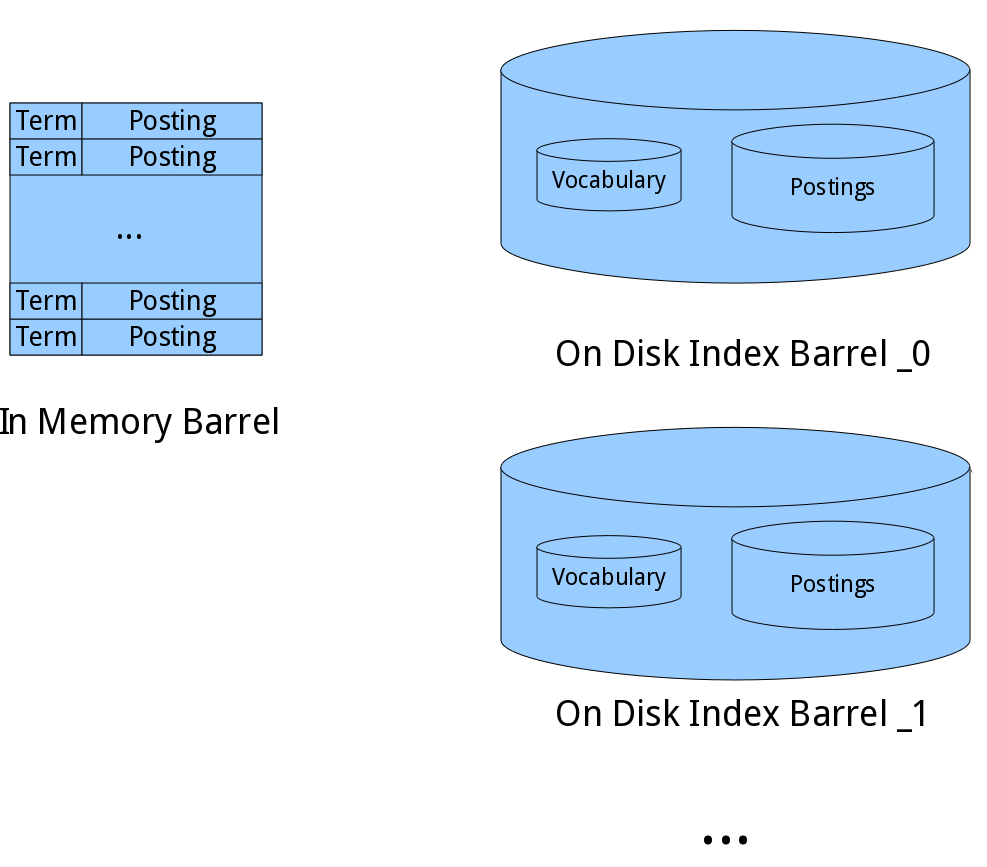 Term Posting
Term Posting
...
Term Posting
Term Posting
In Memory Barrel
Vocabulary Postings
On Disk Index Barrel _0
Vocabulary Postings
On Disk Index Barrel _1
...